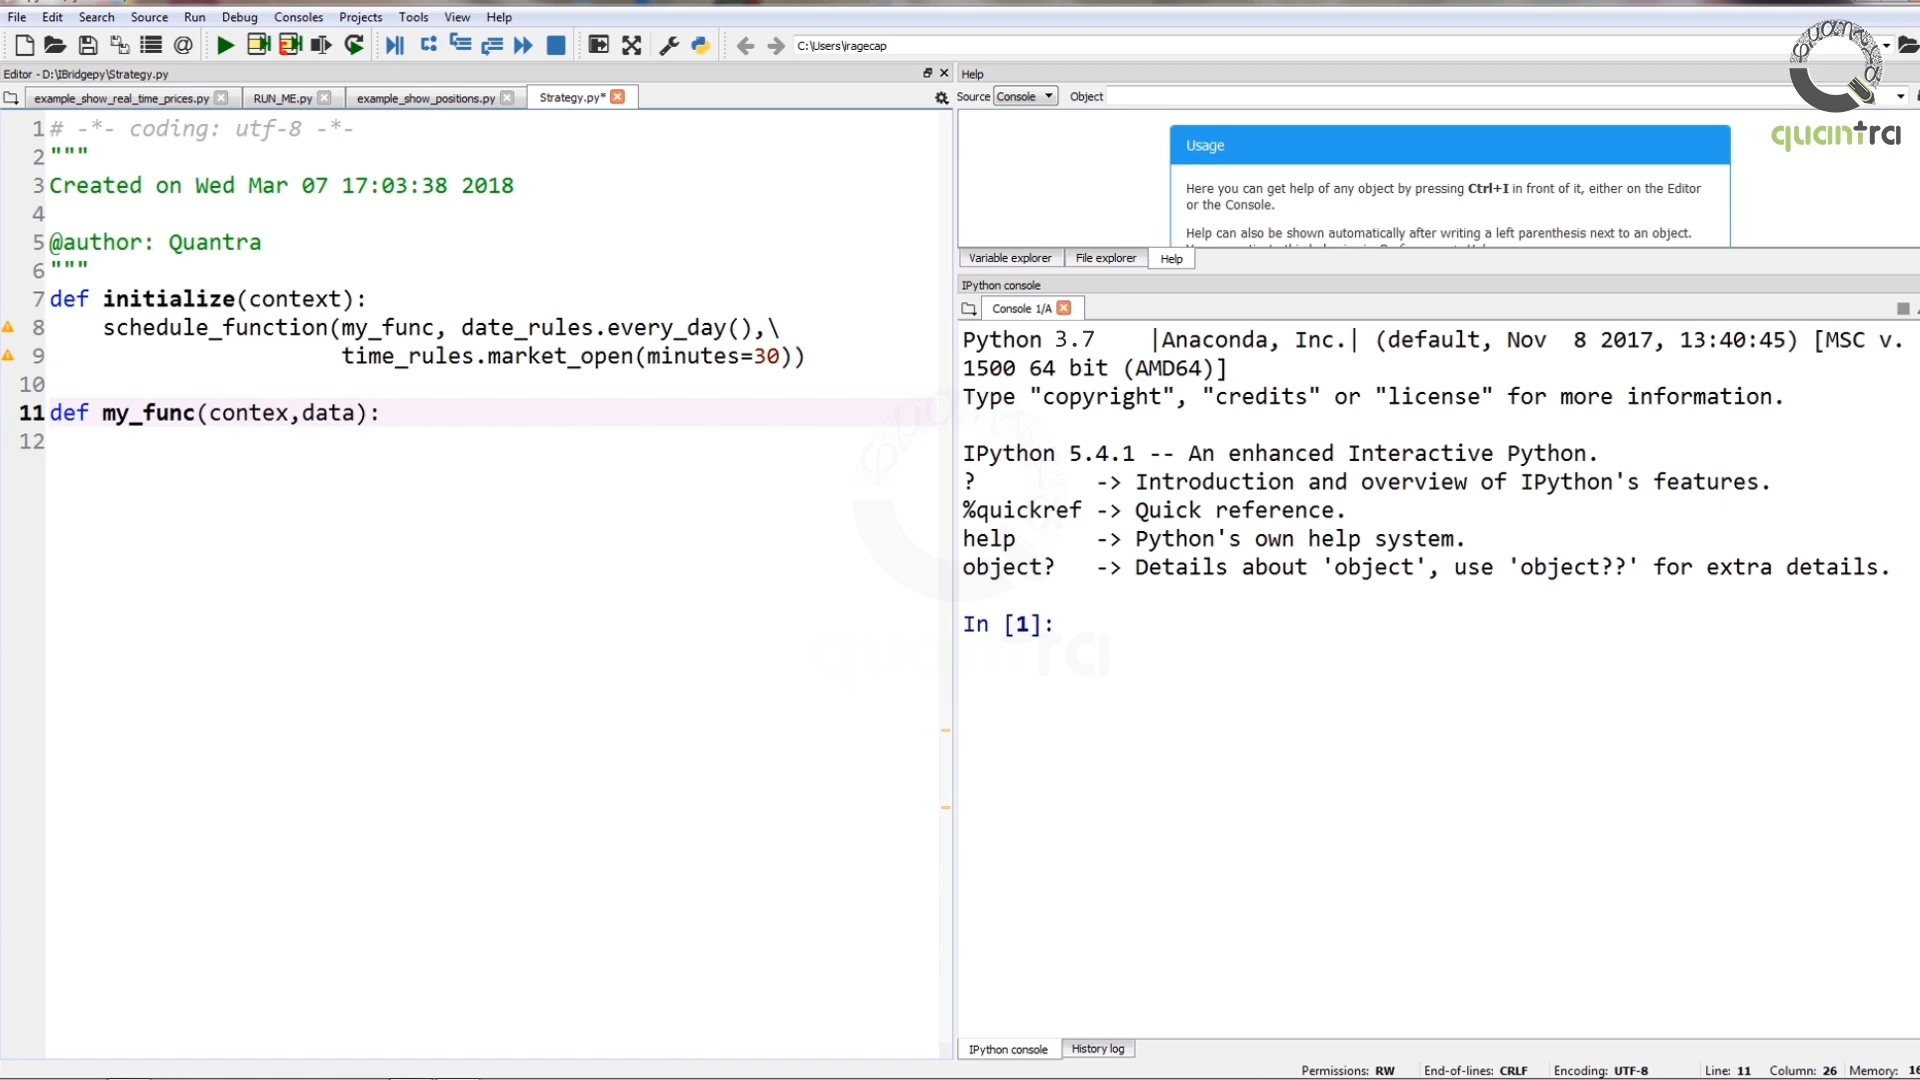 File Edit Search Source Run Debug Consoles Projects Tools View Help
C:\Users\jragecap
Editor - D:\IBridgepy\Strategy.py
Help
example_show_real_time_prices.py RUN_ME.py example_show_positions.py Strategy.py*
Source Console Object
quantra
1 # -*- coding: utf-8 -*-
2 """
3 Created on Wed Mar 07 17:03:38 2018
4
5 @author: Quantra
6 """
7 def initialize(context):
8 schedule_function(my_func, date_rules.every_day(),\
9 time_rules.market_open(minutes=30))
10
11 def my_func(contex,data):
12
Usage
Here you can get help of any object by pressing Ctrl+I in front of it, either on the Editor
or the Console.
Help can also be shown automatically after writing a left parenthesis next to an object.
Variable explorer File explorer Help
IPython console
Console 1/A
Python 3.7 |Anaconda, Inc.| (default, Nov 8 2017, 13:40:45) [MSC v.
1500 64 bit (AMD64)]
Type "copyright", "credits" or "license" for more information.
IPython 5.4.1 -- An enhanced Interactive Python.
? -> Introduction and overview of IPython's features.
%quickref -> Quick reference.
help -> Python's own help system.
object? -> Details about 'object', use 'object??' for extra details.
In [1]:
quantra
IPython console History log
Permissions: RW End-of-lines: CRLF Encoding: UTF-8 Line: 11 Column: 26 Memory: